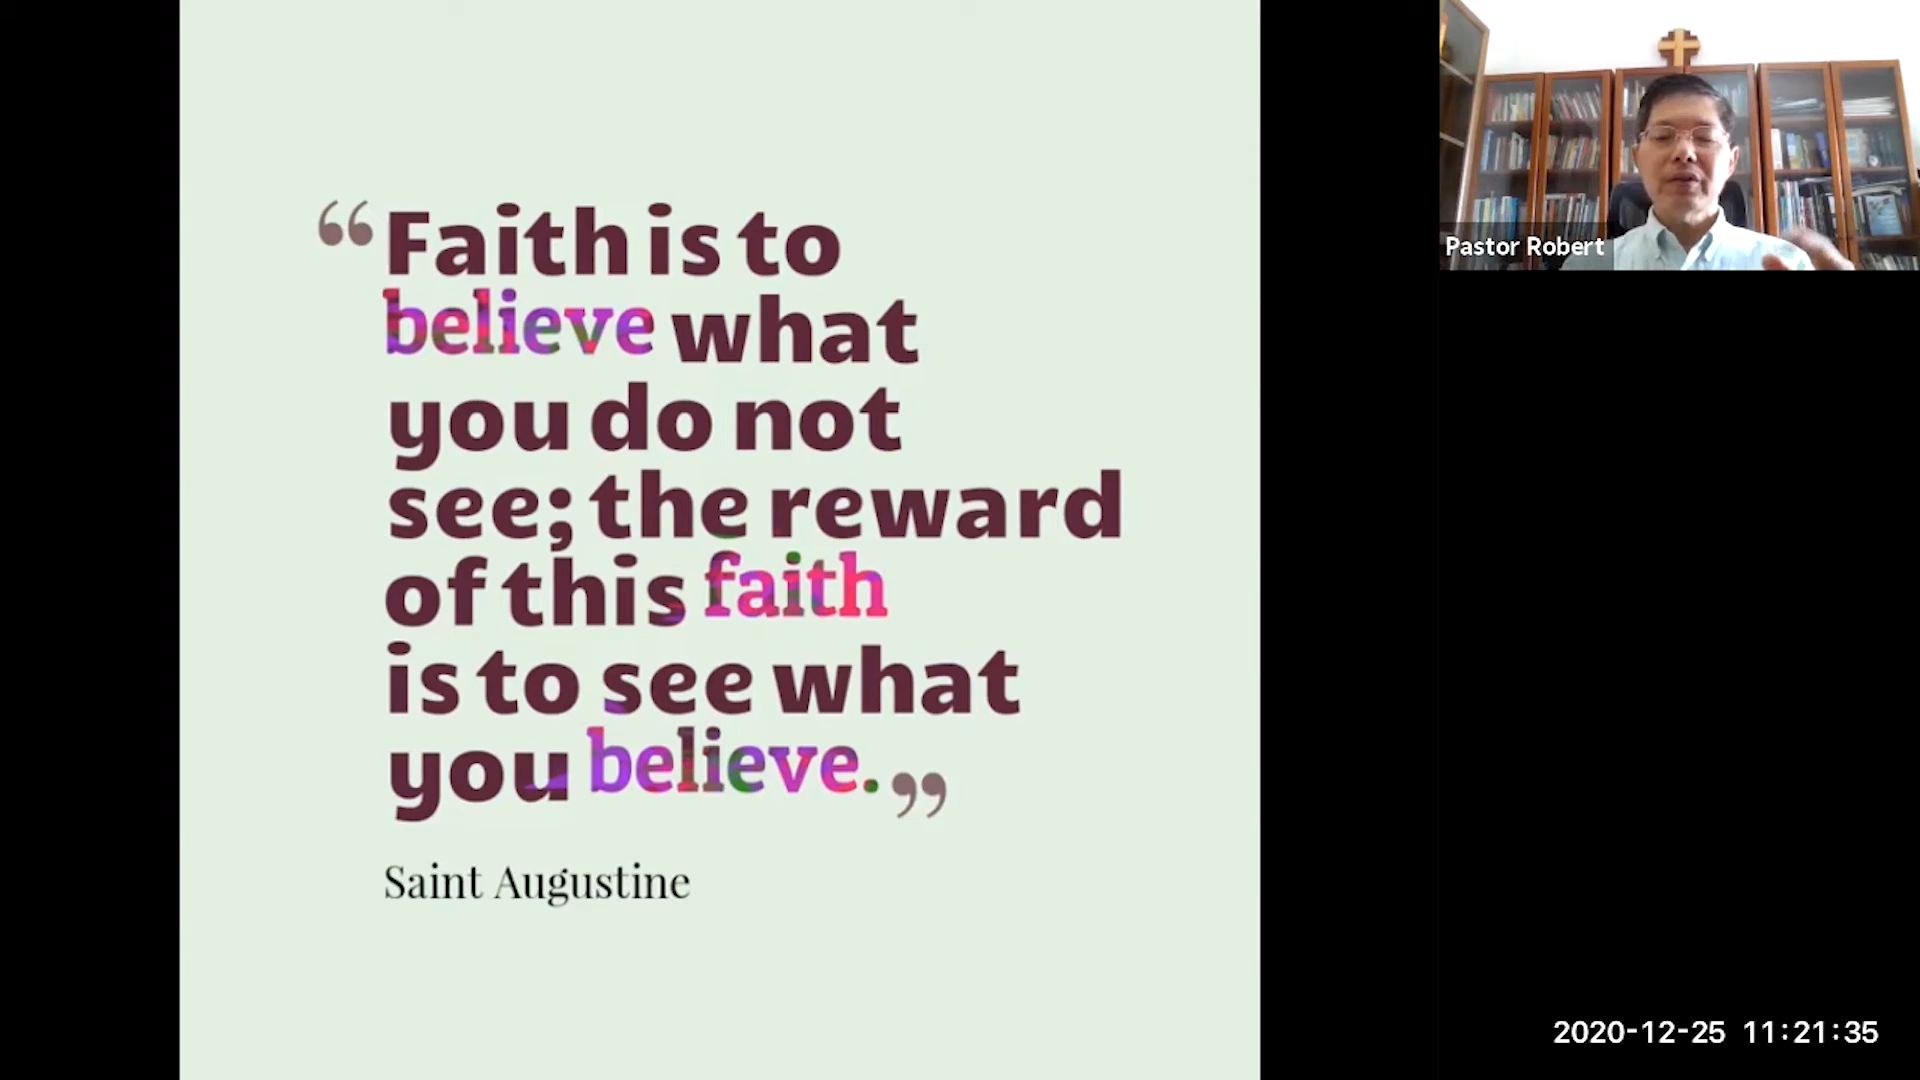 “Faith is to
believe what
you do not
see; the reward
of this faith
is to see what
you believe.”
Saint Augustine
Pastor Robert
2020-12-25 11:21:35